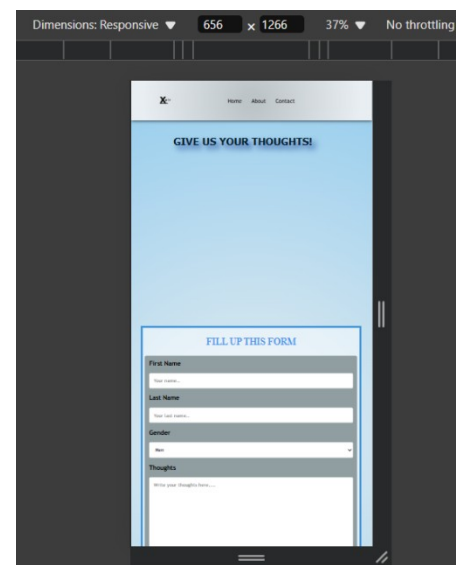 Dimensions: Responsive ▼ 656 × 1266 37% ▼ No throttling
Home About Contact
GIVE US YOUR THOUGHTS!
FILL UP THIS FORM
First Name
Your name..
Last Name
Your last name..
Gender
Man
Thoughts
Write your thoughts here....